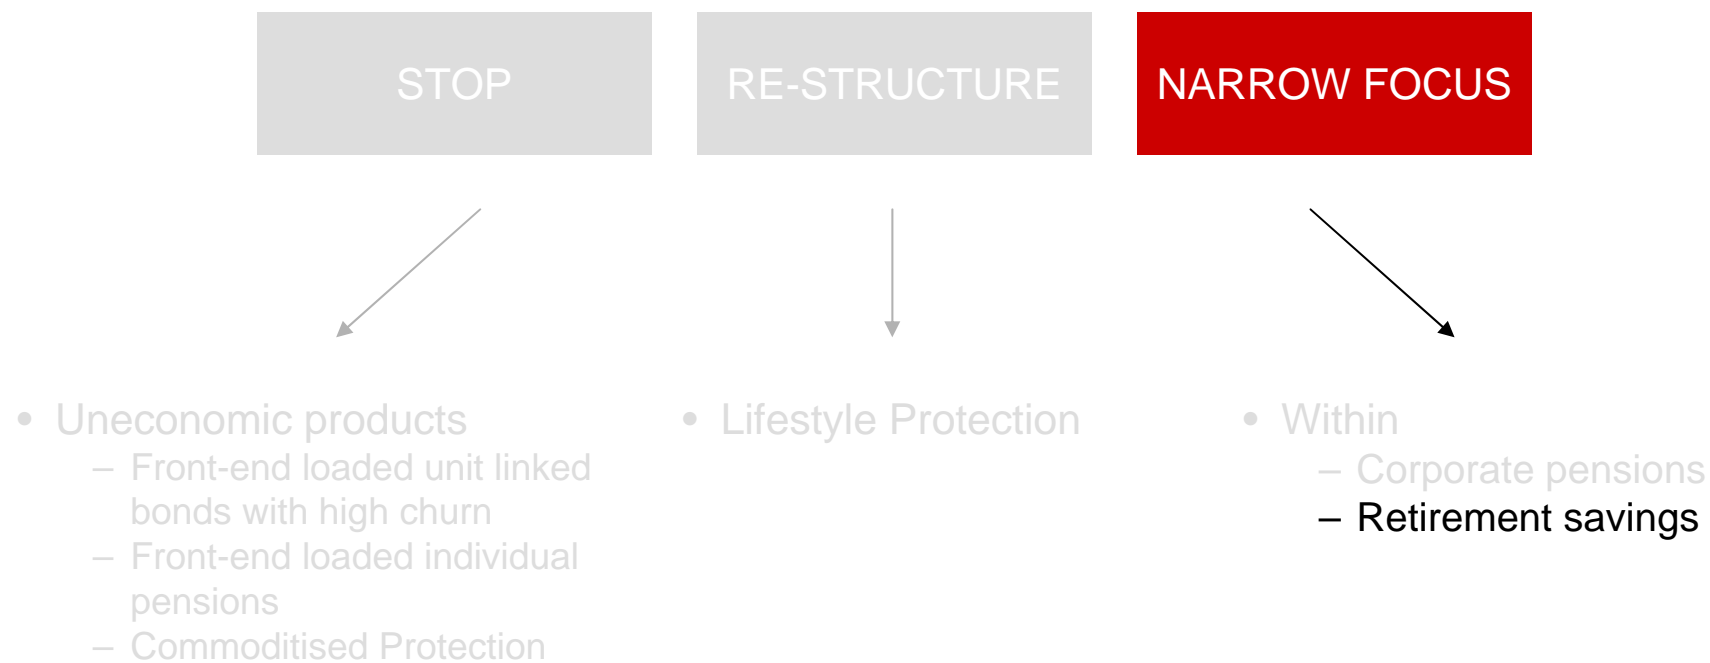 STOP
RE-STRUCTURE
NARROW FOCUS
• Uneconomic products
– Front-end loaded unit linked
bonds with high churn
– Front-end loaded individual
pensions
– Commoditised Protection
• Lifestyle Protection
• Within
– Corporate pensions
– Retirement savings